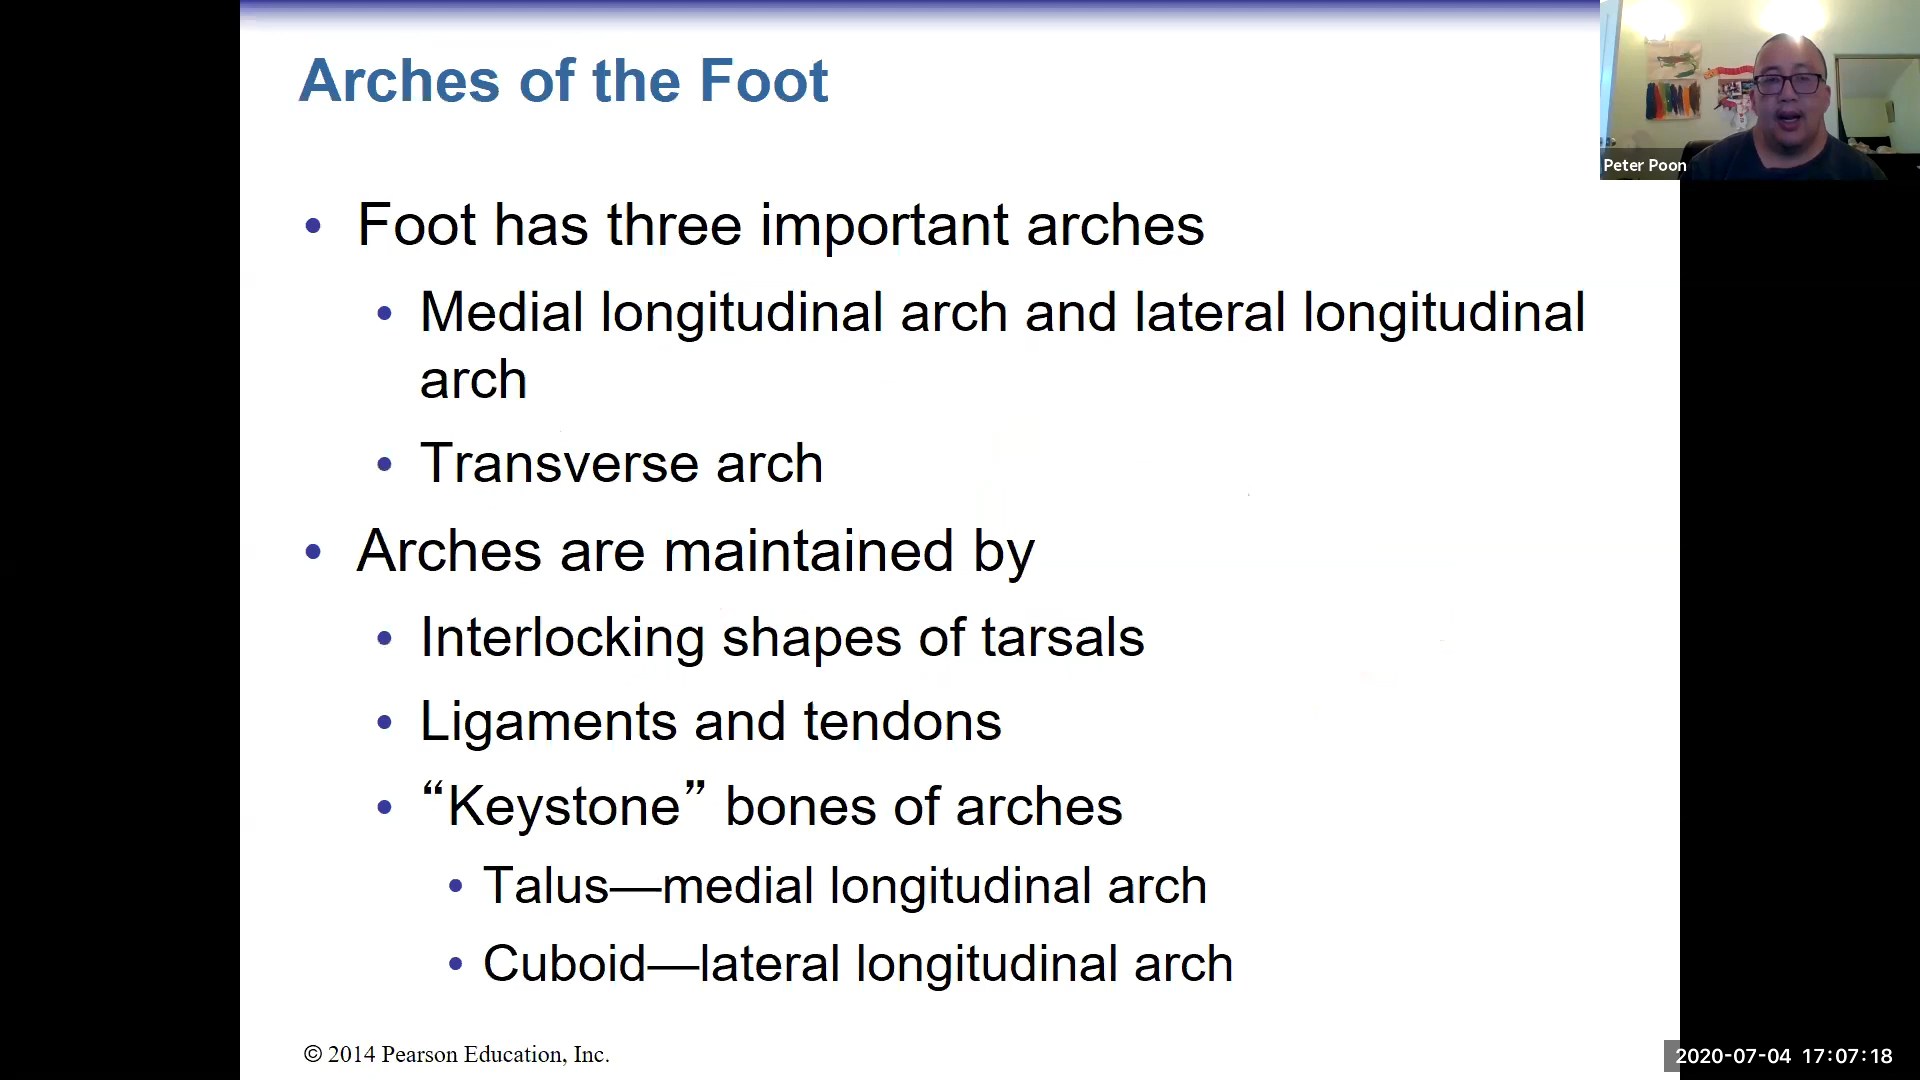 Arches of the Foot
Peter Poon
• Foot has three important arches
• Medial longitudinal arch and lateral longitudinal
arch
• Transverse arch
• Arches are maintained by
• Interlocking shapes of tarsals
• Ligaments and tendons
• “Keystone” bones of arches
• Talus—medial longitudinal arch
• Cuboid—lateral longitudinal arch
© 2014 Pearson Education, Inc.
2020-07-04 17:07:18